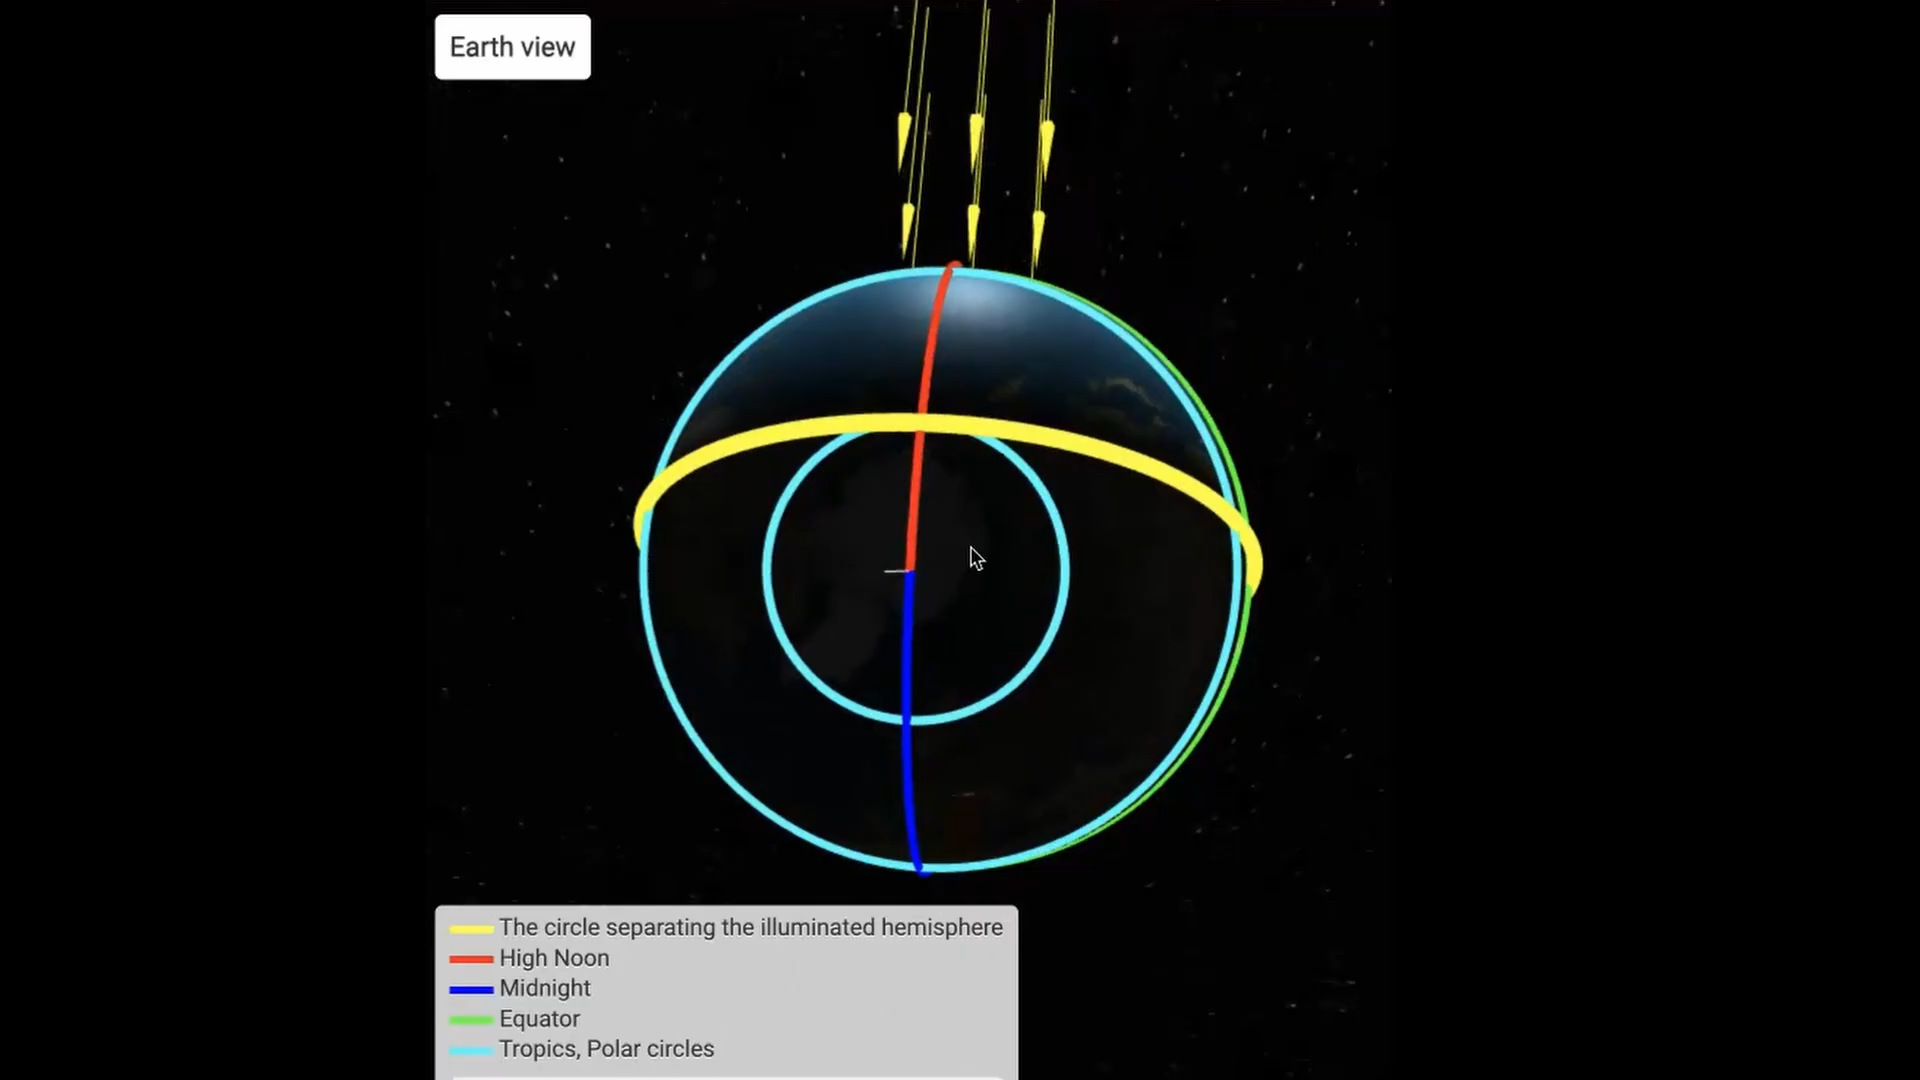 Earth view
The circle separating the illuminated hemisphere
High Noon
Midnight
Equator
Tropics, Polar circles